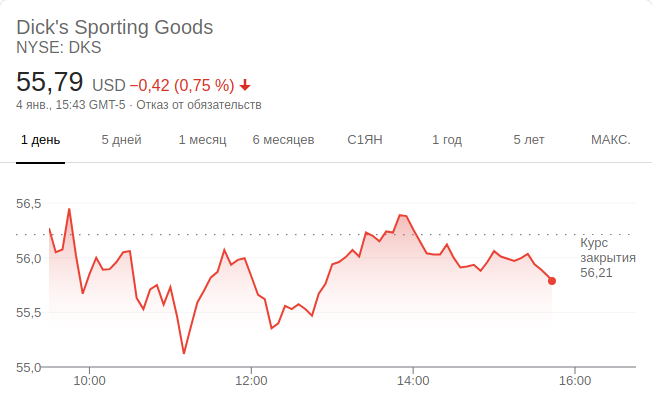 Dick's Sporting Goods
NYSE: DKS
55,79 USD −0,42 (0,75 %)
4 янв., 15:43 GMT-5 · Отказ от обязательств
1 день 5 дней 1 месяц 6 месяцев С1ЯН 1 год 5 лет МАКС.
56,5
56,0
55,5
55,0
Курс
закрытия
56,21
10:00 12:00 14:00 16:00